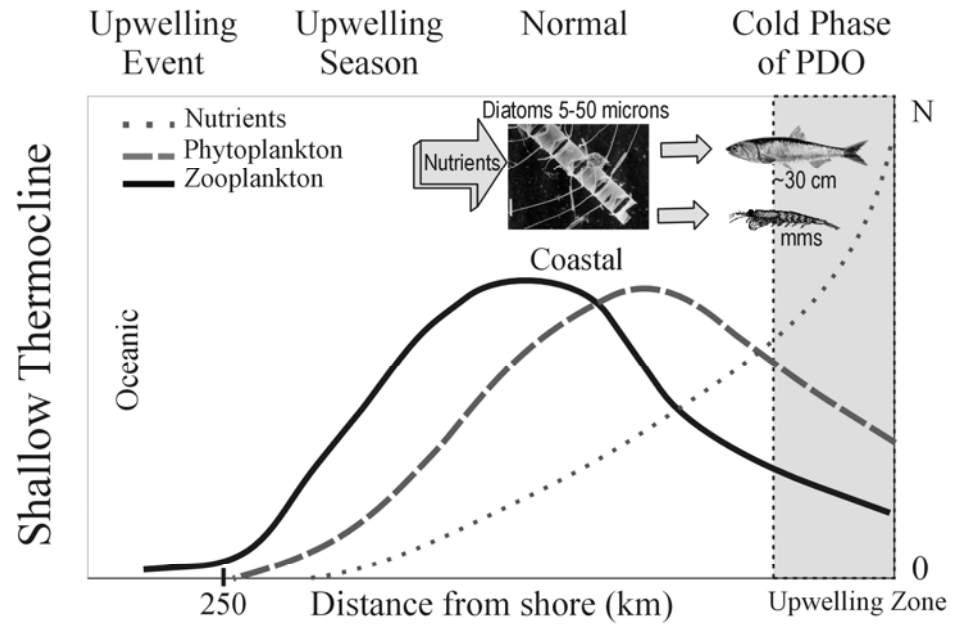 Upwelling Event
Upwelling Season
Normal
Cold Phase of PDO
Nutrients
Phytoplankton
Zooplankton
Diatoms 5-50 microns
Nutrients
~30 cm
mms
N
Coastal
Oceanic
Shallow Thermocline
0
250
Distance from shore (km)
Upwelling Zone